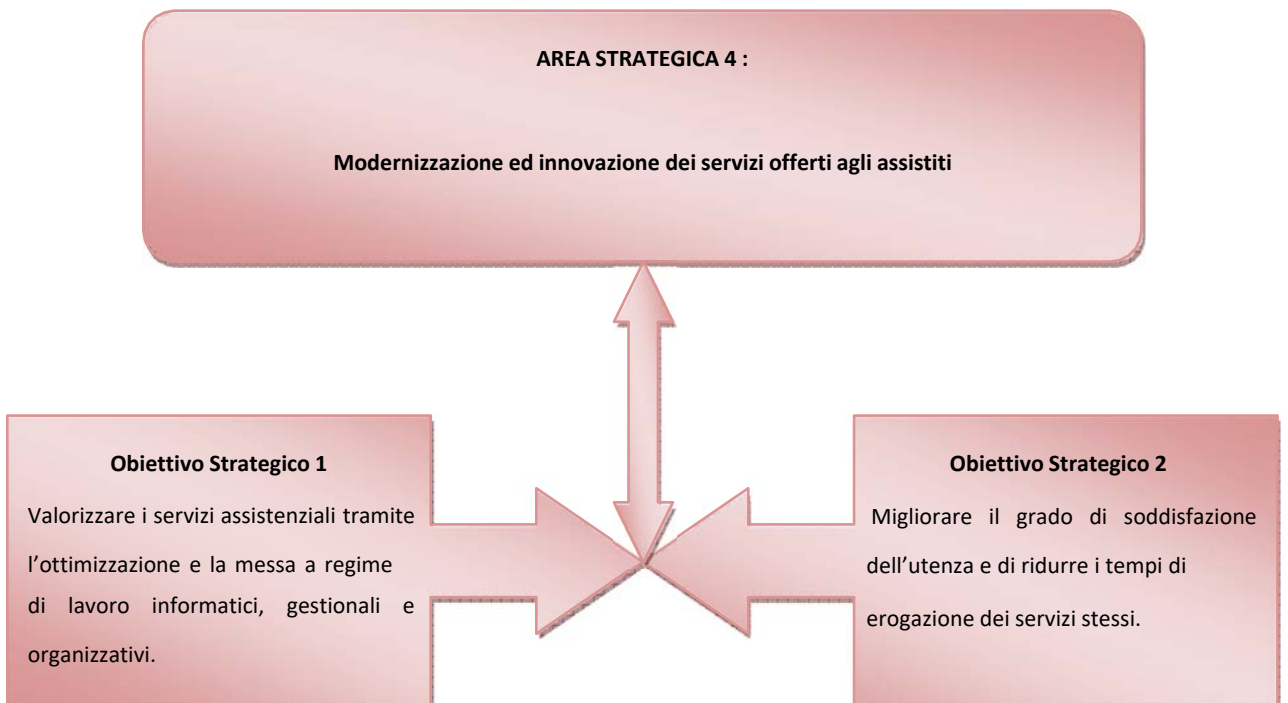 AREA STRATEGICA 4 :
Modernizzazione ed innovazione dei servizi offerti agli assistiti
Obiettivo Strategico 1
Valorizzare i servizi assistenziali tramite
l’ottimizzazione e la messa a regime
di lavoro informatici, gestionali e
organizzativi.
Obiettivo Strategico 2
Migliorare il grado di soddisfazione
dell’utenza e di ridurre i tempi di
erogazione dei servizi stessi.